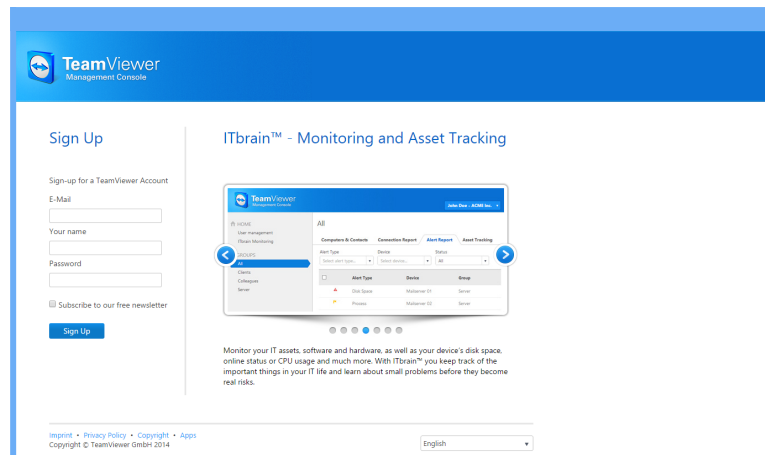 TeamViewer
Management Console
Sign Up
Sign-up for a TeamViewer Account
E-Mail
Your name
Password
Subscribe to our free newsletter
Sign Up
ITbrain™ - Monitoring and Asset Tracking
TeamViewer
Management Console
John Doe - ACME Inc.
HOME
User management
ITbrain Monitoring
GROUPS
All
Clients
Colleagues
Server
All
Computers & Contacts Connection Report Alert Report Asset Tracking
Alert Type Device Status
Select alert type... Select device... All
Alert Type Device Group
Disk Space Mailserver 01 Server
Process Mailserver 03 Server
Monitor your IT assets, software and hardware, as well as your device's disk space,
online status or CPU usage and much more. With ITbrain™ you keep track of the
important things in your IT life and learn about small problems before they become
real risks.
Imprint • Privacy Policy • Copyright • Apps
Copyright © TeamViewer GmbH 2014
English